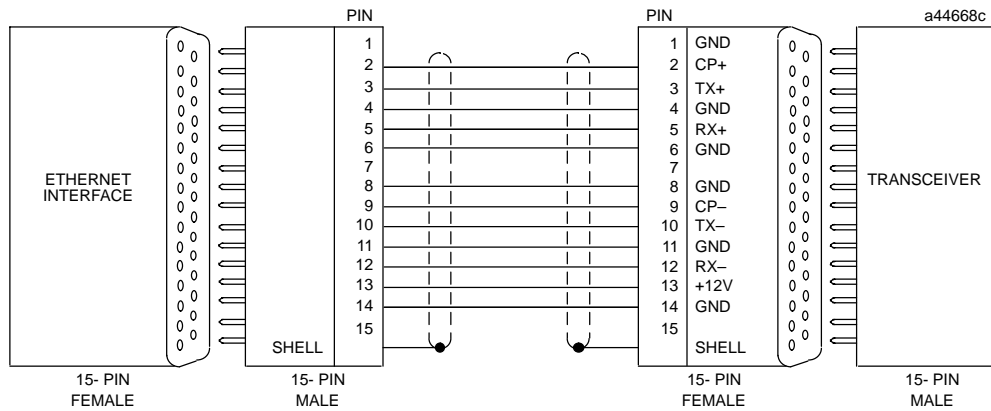 PIN PIN a44668c
1 1 GND
2 2 CP+
3 3 TX+
4 4 GND
5 5 RX+
6 6 GND
7 7
8 8 GND
9 9 CP–
10 10 TX–
11 11 GND
12 12 RX–
13 13 +12V
14 14 GND
15 15
ETHERNET
INTERFACE
TRANSCEIVER
SHELL SHELL
15- PIN 15- PIN 15- PIN 15- PIN
FEMALE MALE FEMALE MALE